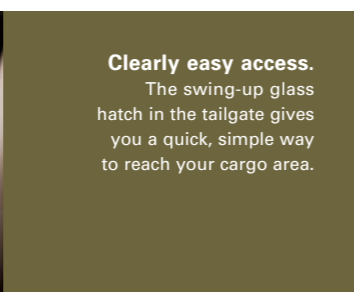 Clearly easy access.
The swing-up glass
hatch in the tailgate gives
you a quick, simple way
to reach your cargo area.